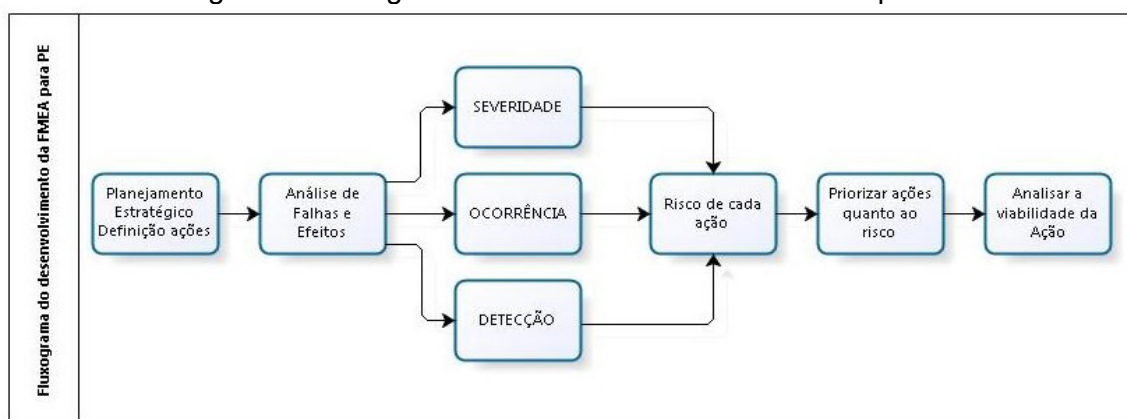 Fluxograma do desenvolvimento da FMEA para PE
Planejamento
Estratégico
Definição ações
Análise de
Falhas e
Efeitos
SEVERIDADE
OCORRÊNCIA
DETECÇÃO
Risco de cada
ação
Priorizar ações
quanto ao
risco
Analisar a
viabilidade da
Ação